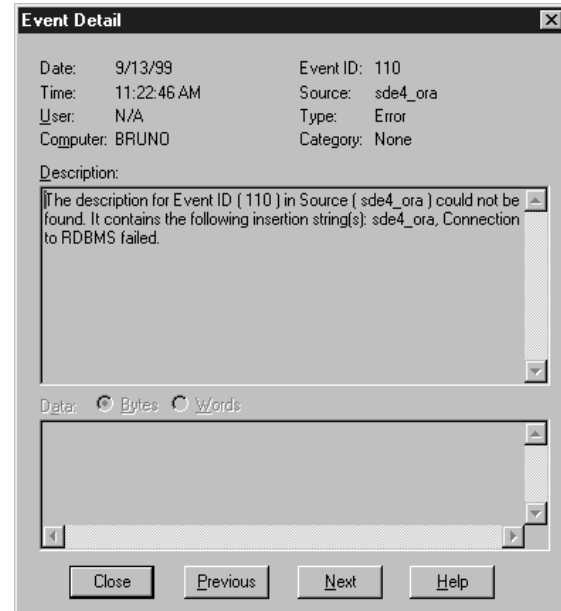 Event Detail
Date: 9/13/99 Event ID: 110
Time: 11:22:46 AM Source: sde4_ora
User: N/A Type: Error
Computer: BRUNO Category: None
Description:
The description for Event ID ( 110 ) in Source ( sde4_ora ) could not be
found. It contains the following insertion string(s): sde4_ora, Connection
to RDBMS failed.
Data: Bytes Words
Close Previous Next Help